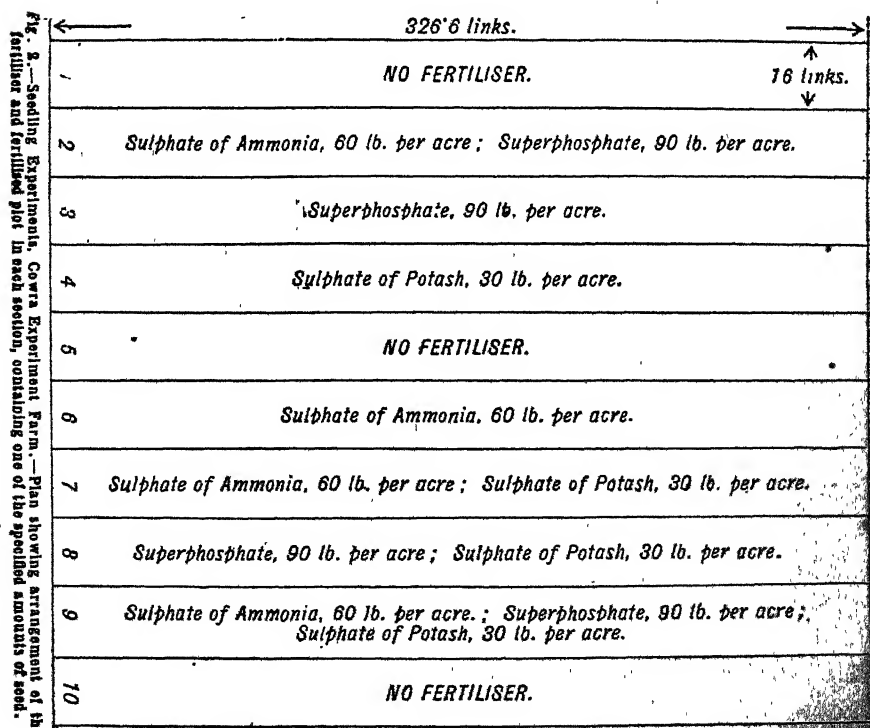 326·6 links.
1 NO FERTILISER. 16 links.
2 Sulphate of Ammonia, 60 lb. per acre ; Superphosphate, 90 lb. per acre.
3 Superphosphate, 90 lb. per acre.
4 Sulphate of Potash, 30 lb. per acre.
5 NO FERTILISER.
6 Sulphate of Ammonia, 60 lb. per acre.
7 Sulphate of Ammonia, 60 lb. per acre ; Sulphate of Potash, 30 lb. per acre.
8 Superphosphate, 90 lb. per acre ; Sulphate of Potash, 30 lb. per acre.
9 Sulphate of Ammonia, 60 lb. per acre. ; Superphosphate, 90 lb. per acre ;
Sulphate of Potash, 30 lb. per acre.
10 NO FERTILISER.
Fig. 2.—Seedling Experiments, Cowra Experiment Farm.—Plan showing arrangement of th
fertiliser and fertilised plot in each section, containing one of the specified amounts of seed.